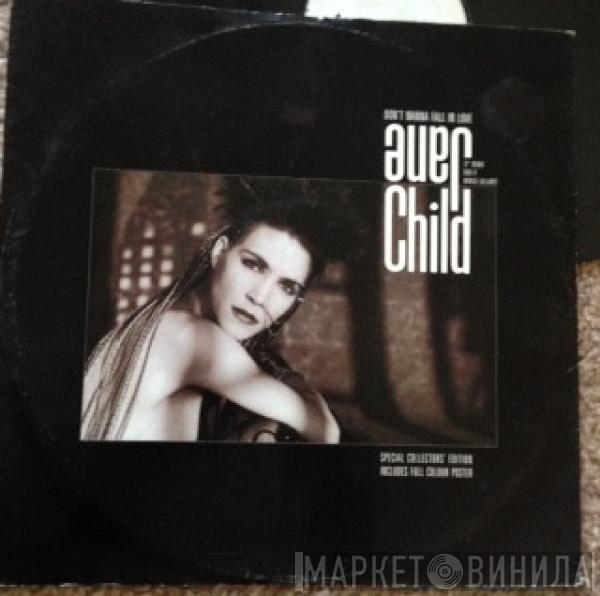 DON'T WANNA FALL IN LOVE
Jane
Child
SPECIAL COLLECTORS' EDITION
INCLUDES FULL COLOUR POSTER
МАРКЕТ ВИНИЛА